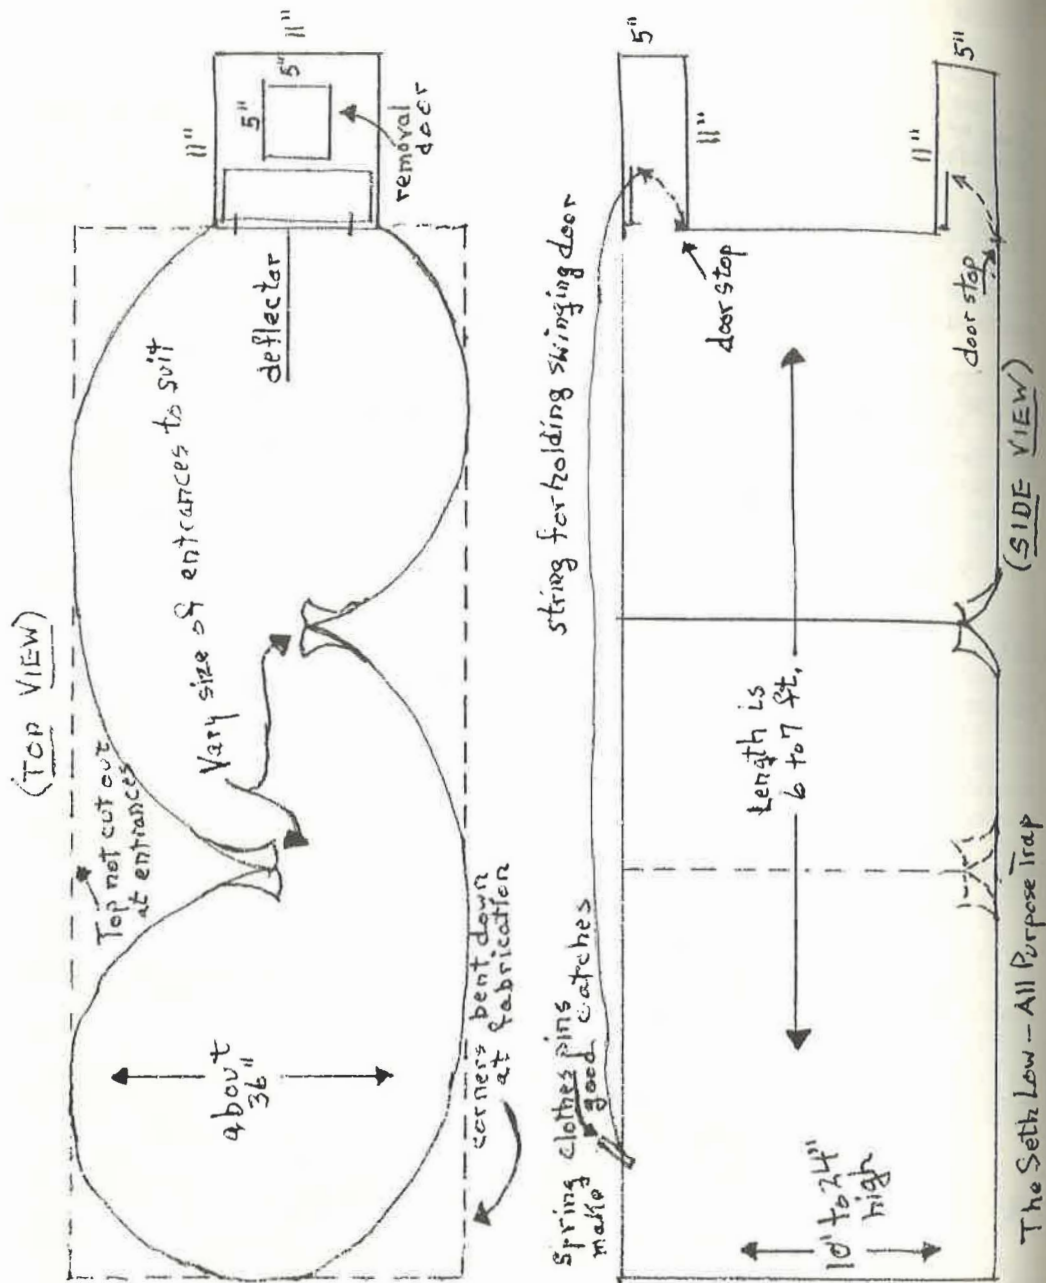 (TOP VIEW)
Top not cut out
at entrances
Vary size of entrances to suit
deflector
11"
11"
5"
5"
removal
door
about
36"
corners bent down
at fabrication
Spring clothes pins
make good catches
string for holding swinging door
5"
11"
door stop
11"
5"
door stop
Length is
6 to 7 ft.
10" to 24"
high
(SIDE VIEW)
The Seth Low - All Purpose Trap